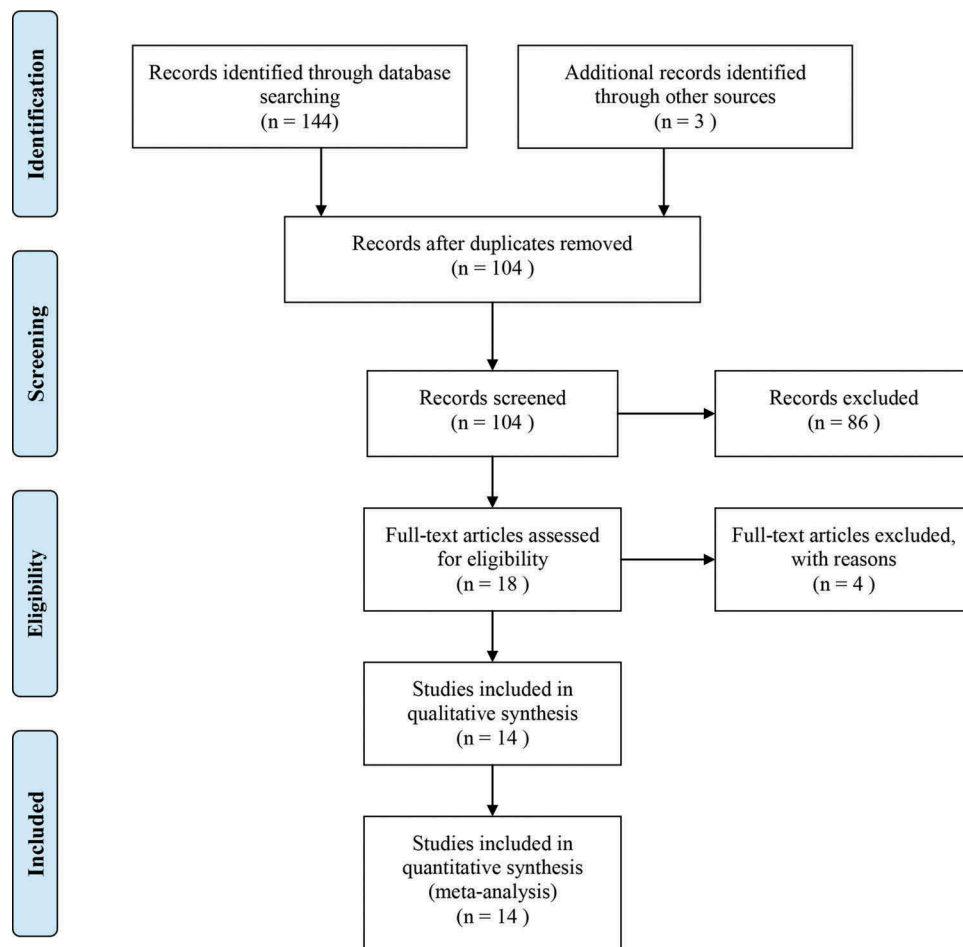 Identification
Records identified through database
searching
(n = 144)
Additional records identified
through other sources
(n = 3 )
Records after duplicates removed
(n = 104 )
Screening
Records screened
(n = 104 )
Records excluded
(n = 86 )
Eligibility
Full-text articles assessed
for eligibility
(n = 18 )
Full-text articles excluded,
with reasons
(n = 4 )
Studies included in
qualitative synthesis
(n = 14 )
Included
Studies included in
quantitative synthesis
(meta-analysis)
(n = 14 )